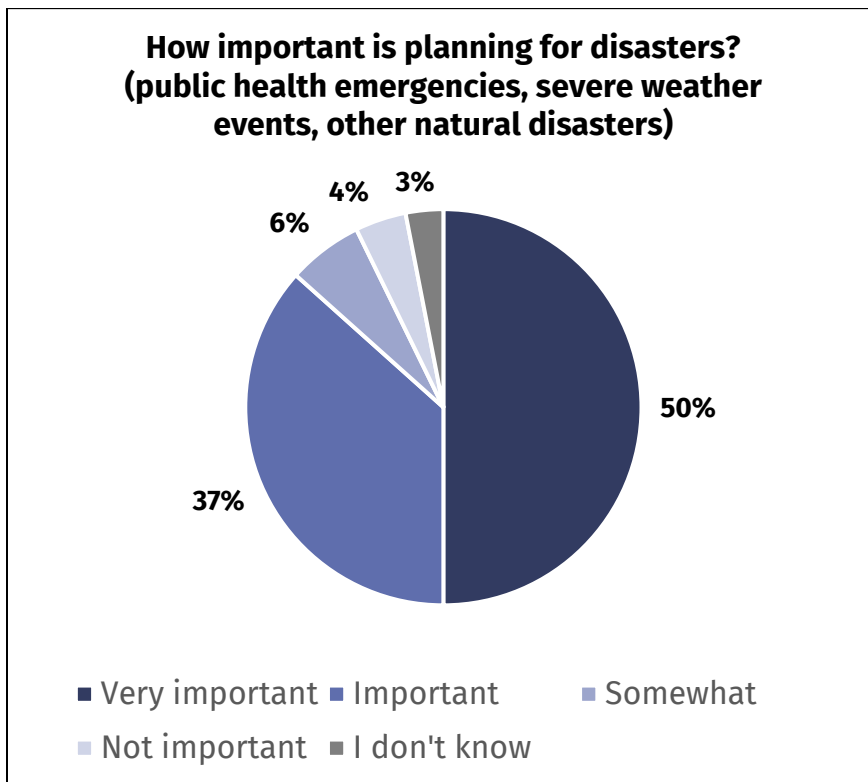 How important is planning for disasters?
(public health emergencies, severe weather
events, other natural disasters)
3%
4%
6%
50%
37%
Very important
Important
Somewhat
Not important
I don't know